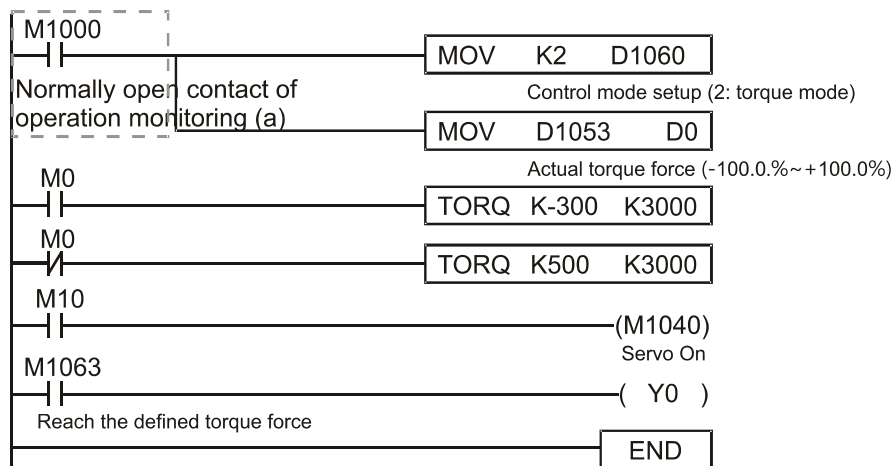 M1000
MOV K2 D1060
Normally open contact of
operation monitoring (a)
Control mode setup (2: torque mode)
MOV D1053 D0
Actual torque force (-100.0.%~+100.0%)
M0
TORQ K-300 K3000
M0
TORQ K500 K3000
M10
(M1040)
Servo On
M1063
( Y0 )
Reach the defined torque force
END